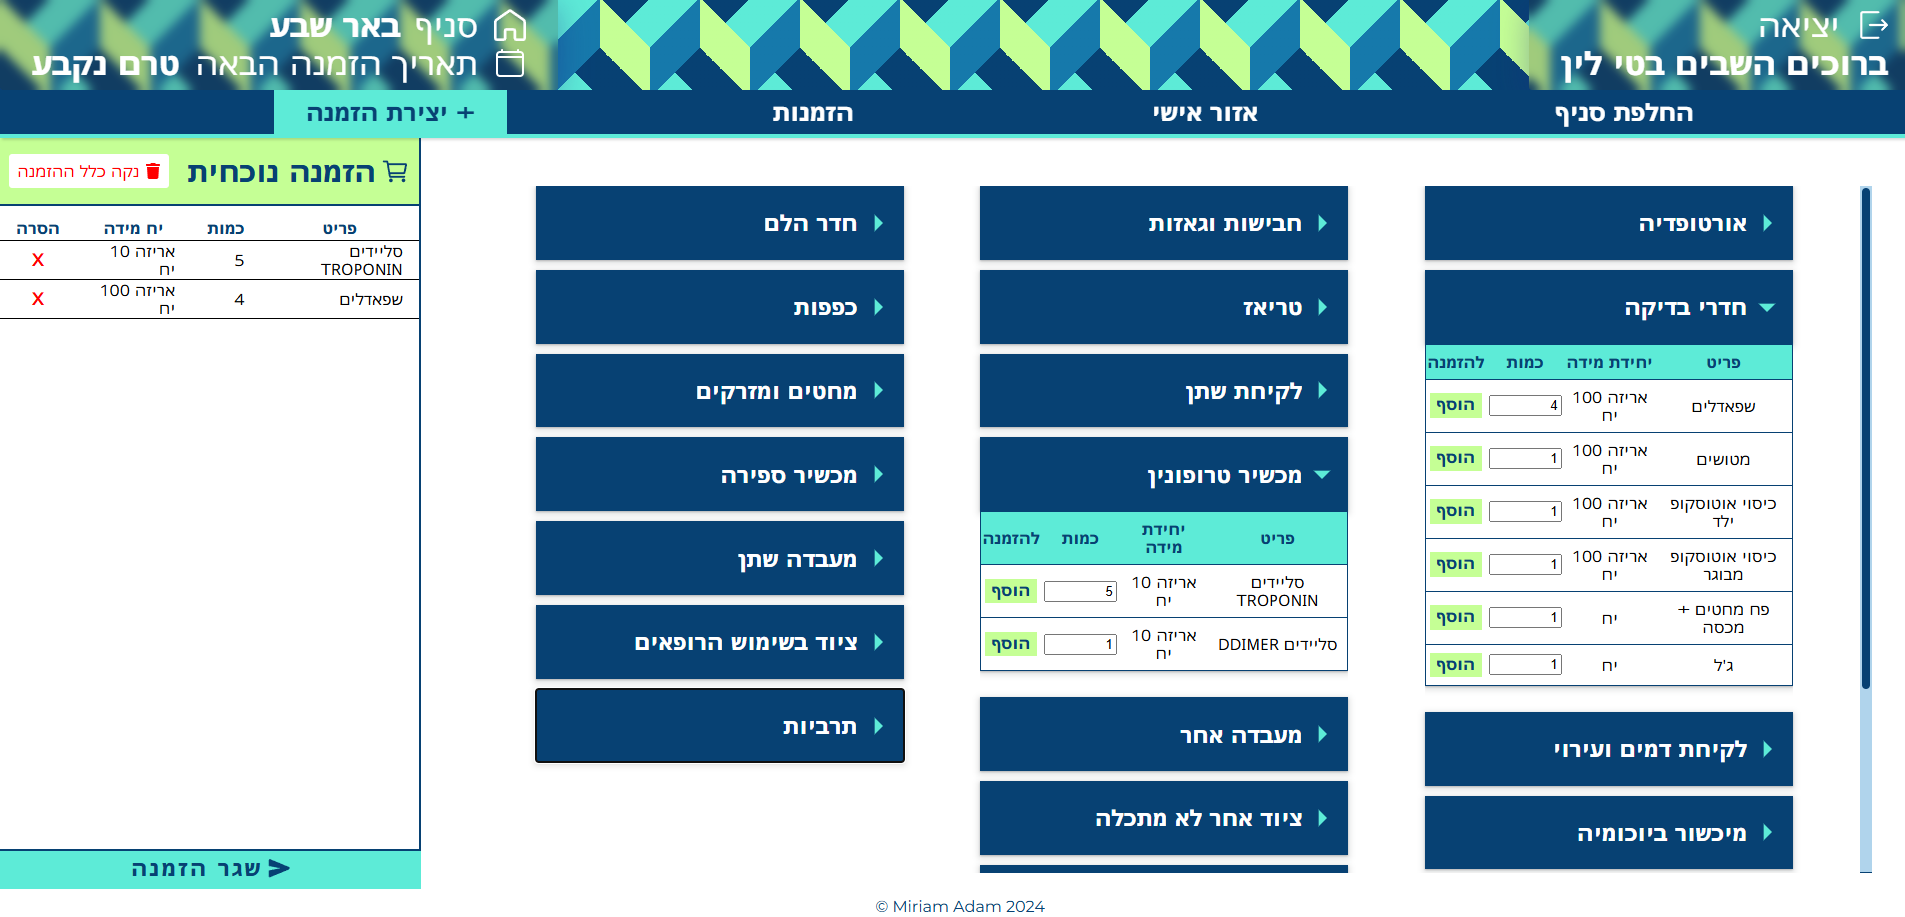 יציאה
ברוכים השבים בטי לין
סניף באר שבע
תאריך הזמנה הבאה טרם נקבע
החלפת סניף
אזור אישי
הזמנות
+ יצירת הזמנה
אורטופדיה
חדרי בדיקה
פריט יחידת מידה כמות להזמנה
שפאדלים אריזה 100 יח 4 הוסף
מטושים אריזה 100 יח 1 הוסף
כיסוי אוטוסקופ ילד אריזה 100 יח 1 הוסף
כיסוי אוטוסקופ מבוגר אריזה 100 יח 1 הוסף
פח מחטים + מכסה יח 1 הוסף
ג'ל יח 1 הוסף
לקיחת דמים ועירוי
מיכשור ביוכומיה
חבישות וגאזות
טריאז
לקיחת שתן
מכשיר טרופונין
פריט יחידת מידה כמות להזמנה
סליידים TROPONIN אריזה 10 יח 5 הוסף
סליידים DDIMER אריזה 10 יח 1 הוסף
מעבדה אחר
ציוד אחר לא מתכלה
חדר הלם
כפפות
מחטים ומזרקים
מכשיר ספירה
מעבדה שתן
ציוד בשימוש הרופאים
תרביות
הזמנה נוכחית
נקה כלל ההזמנה
פריט כמות יח מידה הסרה
סליידים TROPONIN 5 אריזה 10 יח X
שפאדלים 4 אריזה 100 יח X
שגר הזמנה
© Miriam Adam 2024